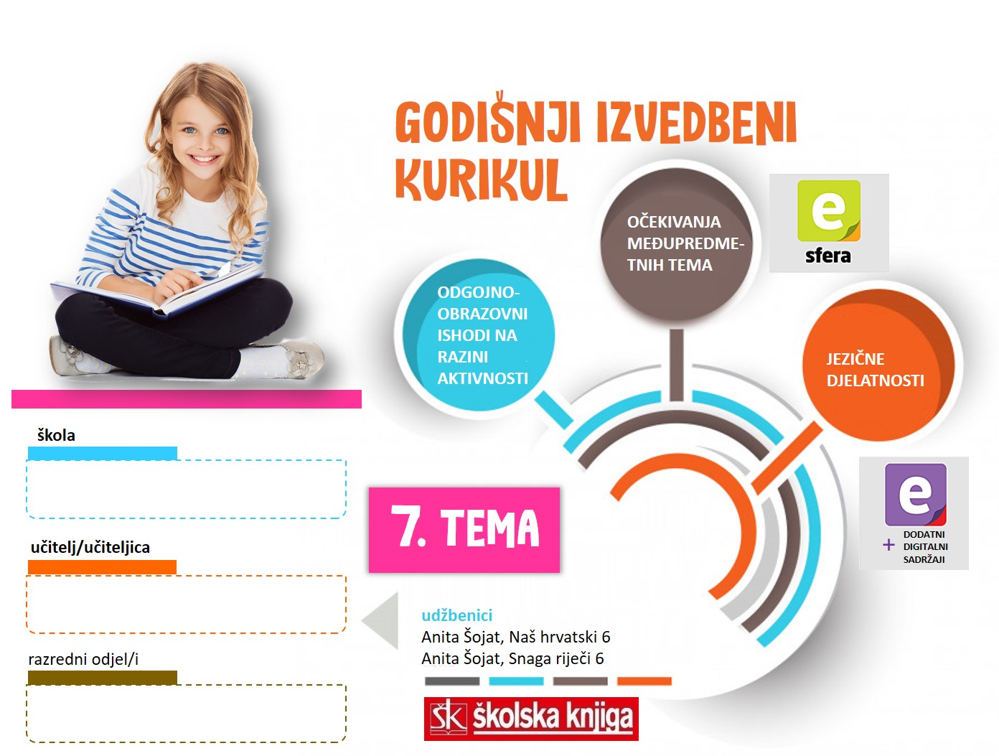 GODIŠNJI IZVEDBENI
KURIKUL
OČEKIVANJA
MEĐUPREDME-
TNIH TEMA
e
sfera
ODGOJNO-
OBRAZOVNI
ISHODI NA
RAZINI
AKTIVNOSTI
JEZIČNE
DJELATNOSTI
škola
učitelj/učiteljica
razredni odjel/i
7. TEMA
e
+ DODATNI
DIGITALNI
SADRŽAJI
udžbenici
Anita Šojat, Naš hrvatski 6
Anita Šojat, Snaga riječi 6
ŠK školska knjiga